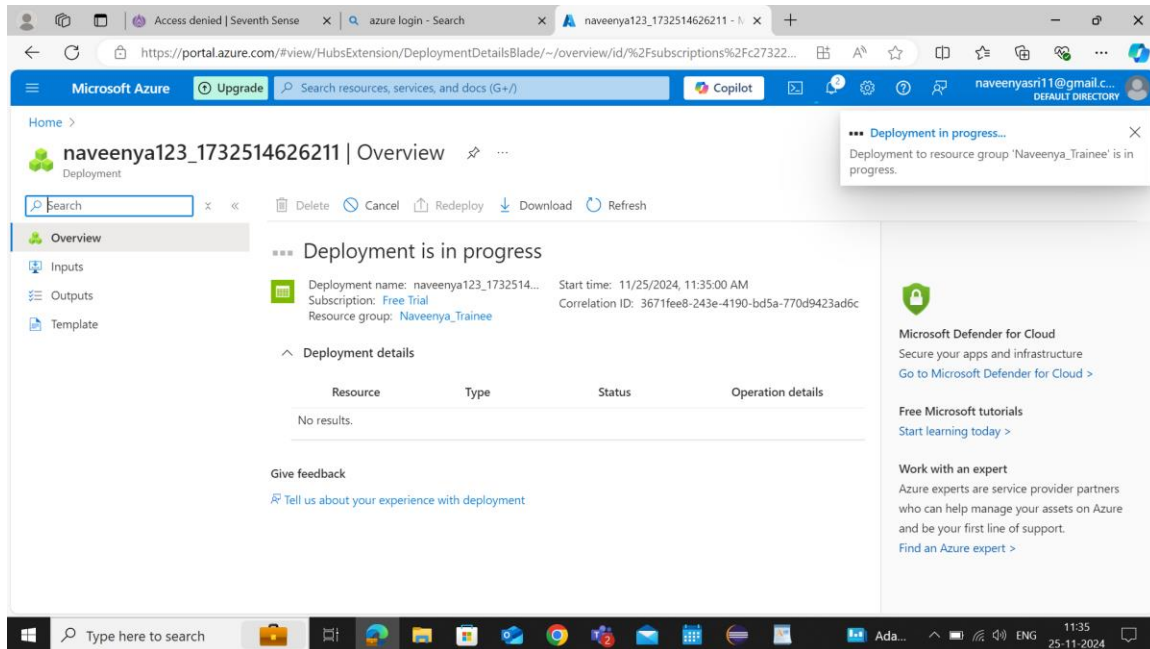 Access denied | Seventh Sense
azure login - Search
naveenya123_1732514626211 - M
https://portal.azure.com/#view/HubsExtension/DeploymentDetailsBlade/~/overview/id/%2Fsubscriptions%2Fc27322...
Microsoft Azure
Upgrade
Search resources, services, and docs (G+/)
Copilot
2
naveenyasri11@gmail.c...
DEFAULT DIRECTORY
Home >
Deployment in progress...
Deployment to resource group 'Naveenya_Trainee' is in
progress.
naveenya123_1732514626211 | Overview
Deployment
Search
Delete Cancel Redeploy Download Refresh
Overview
Inputs
Outputs
Template
Deployment is in progress
Deployment name: naveenya123_1732514...
Subscription: Free Trial
Resource group: Naveenya_Trainee
Start time: 11/25/2024, 11:35:00 AM
Correlation ID: 3671fee8-243e-4190-bd5a-770d9423ad6c
Deployment details
Resource Type Status Operation details
No results.
Give feedback
Tell us about your experience with deployment
Microsoft Defender for Cloud
Secure your apps and infrastructure
Go to Microsoft Defender for Cloud >
Free Microsoft tutorials
Start learning today >
Work with an expert
Azure experts are service provider partners
who can help manage your assets on Azure
and be your first line of support.
Find an Azure expert >
Type here to search
Ada...
ENG
11:35
25-11-2024